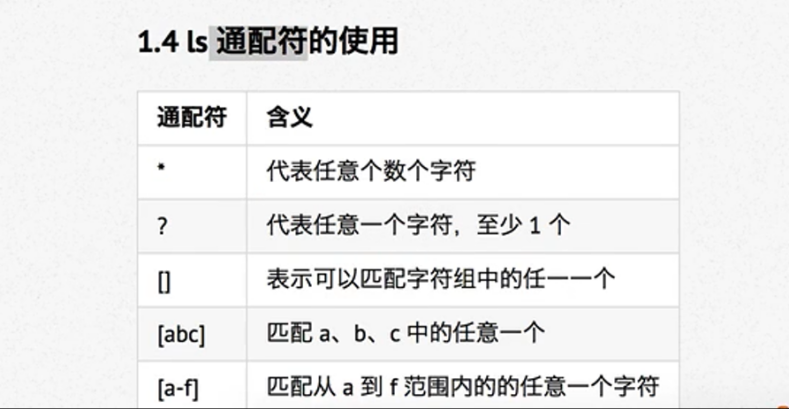 1.4 ls 通配符的使用
通配符 含义
* 代表任意个数个字符
? 代表任意一个字符，至少 1 个
[] 表示可以匹配字符组中的任一一个
[abc] 匹配 a、b、c 中的任意一个
[a-f] 匹配从 a 到 f 范围内的的任意一个字符